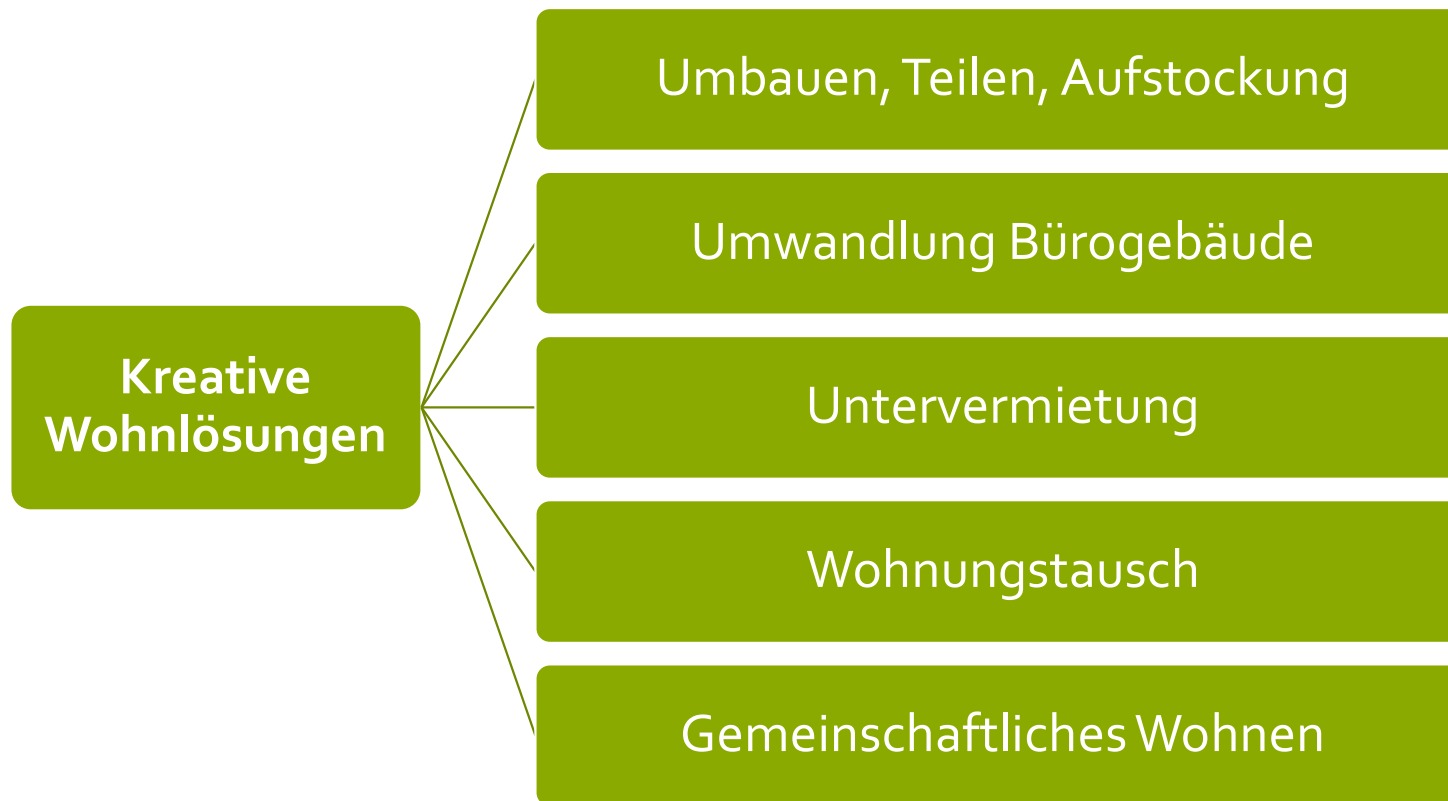 Kreative
Wohnlösungen
Umbauen, Teilen, Aufstockung
Umwandlung Bürogebäude
Untervermietung
Wohnungstausch
Gemeinschaftliches Wohnen